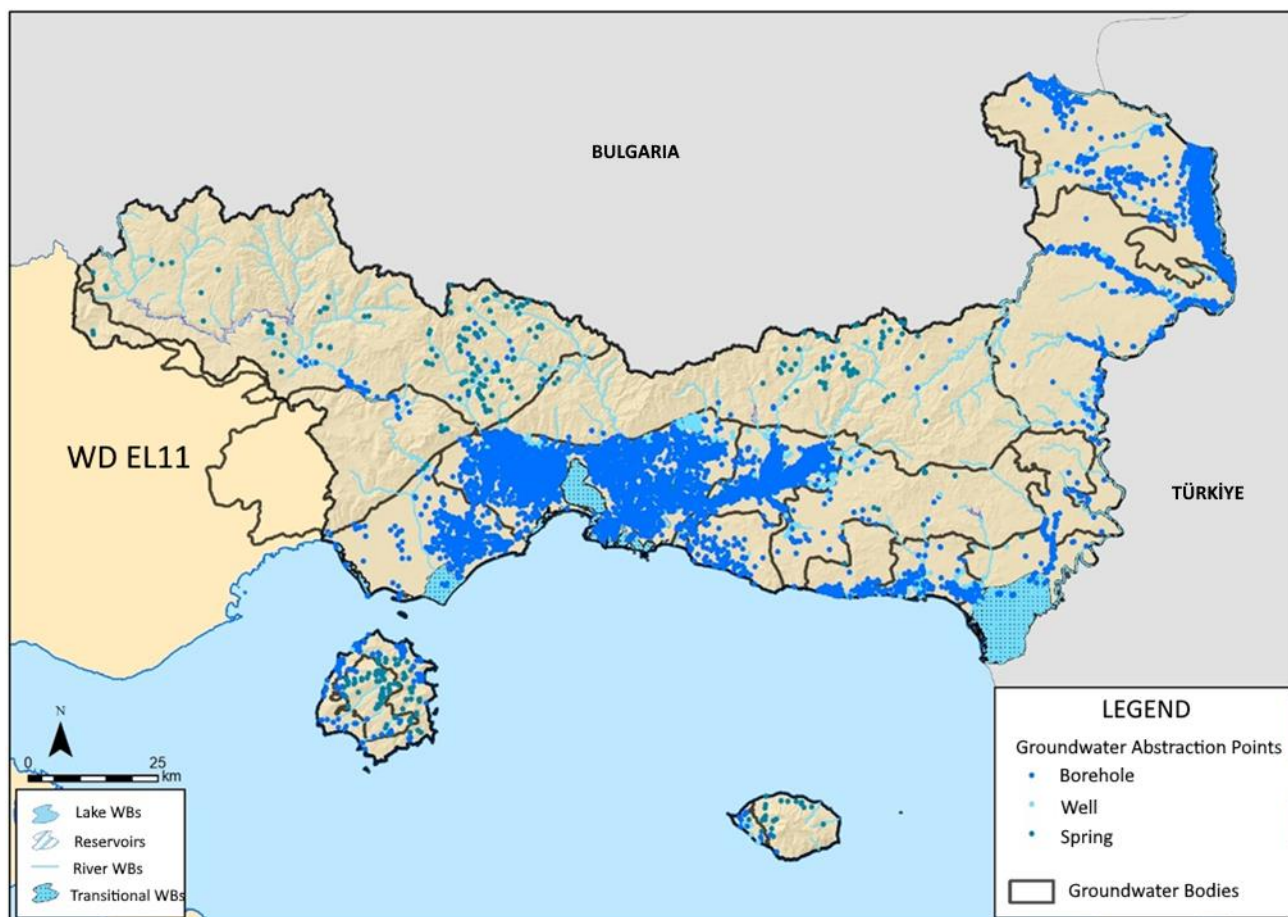 BULGARIA
WD EL11
TÜRKİYE
N
0 25
km
Lake WBs
Reservoirs
River WBs
Transitional WBs
LEGEND
Groundwater Abstraction Points
Borehole
Well
Spring
Groundwater Bodies